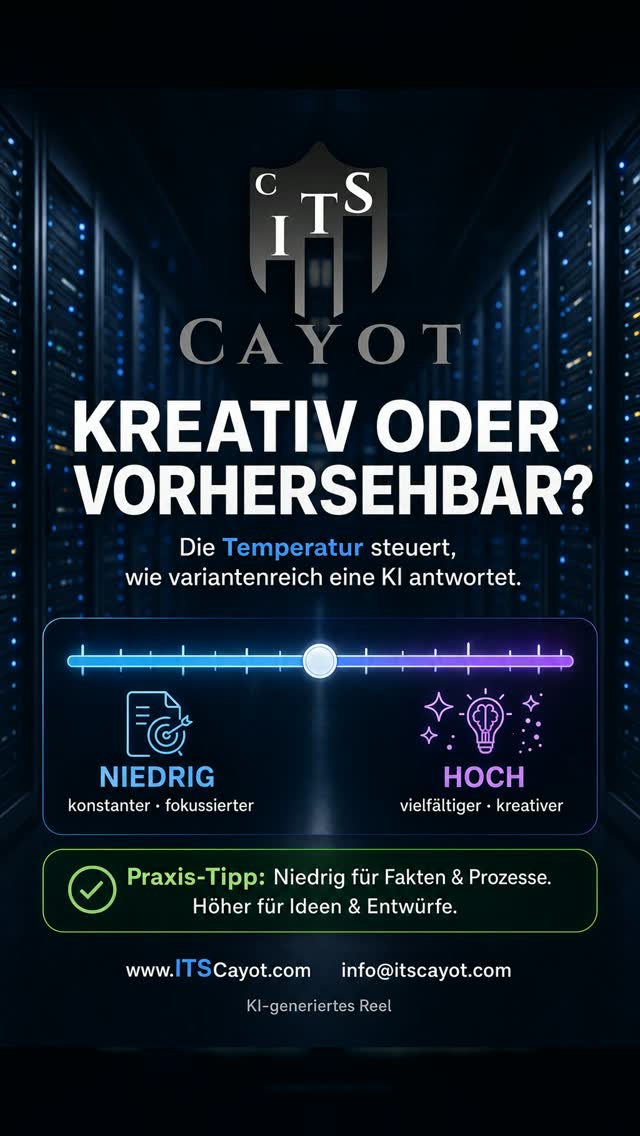 C ITS
CAYOT
KREATIV ODER
VORHERSEHBAR?
Die Temperatur steuert,
wie variantenreich eine KI antwortet.
NIEDRIG
konstanter · fokussierter
HOCH
vielfältiger · kreativer
Praxis-Tipp: Niedrig für Fakten & Prozesse.
Höher für Ideen & Entwürfe.
www.ITSCayot.com info@itscayot.com
KI-generiertes Reel